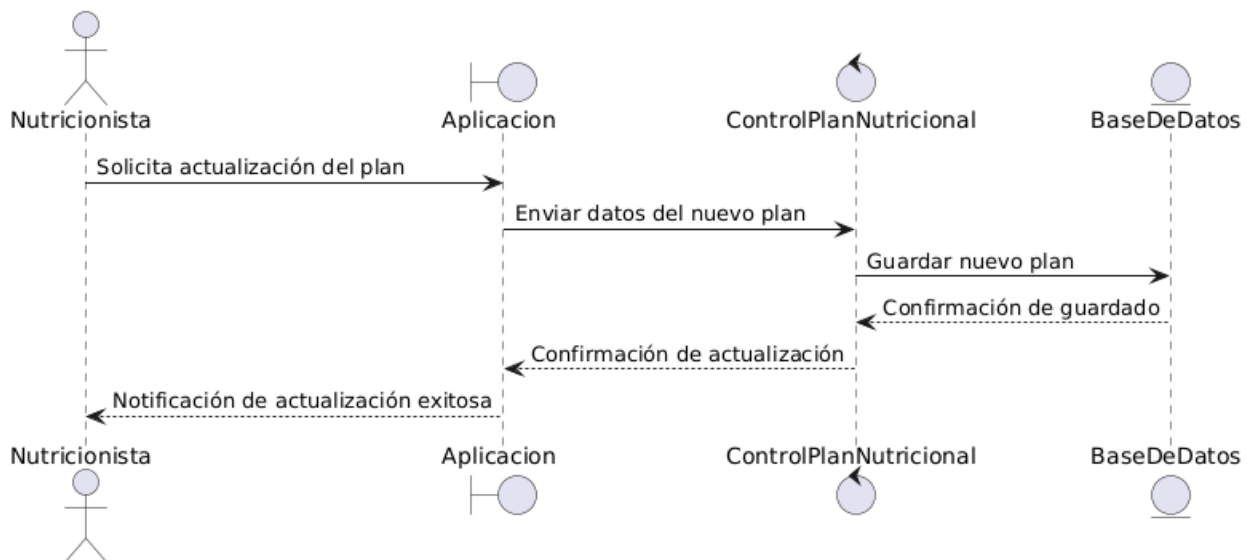 Nutricionista
Aplicacion
ControlPlanNutricional
BaseDeDatos
Solicita actualización del plan
Enviar datos del nuevo plan
Guardar nuevo plan
Confirmación de guardado
Confirmación de actualización
Notificación de actualización exitosa
Nutricionista
Aplicacion
ControlPlanNutricional
BaseDeDatos